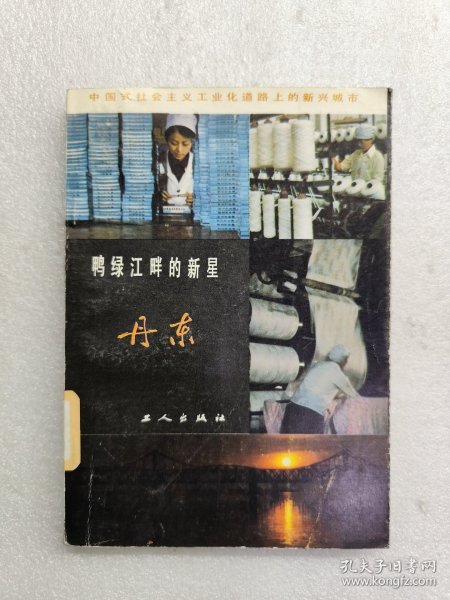 中国式社会主义工业化道路上的新兴城市
鸭绿江畔的新星
丹东
工人出版社
孔夫子旧书网
www.kongfz.com